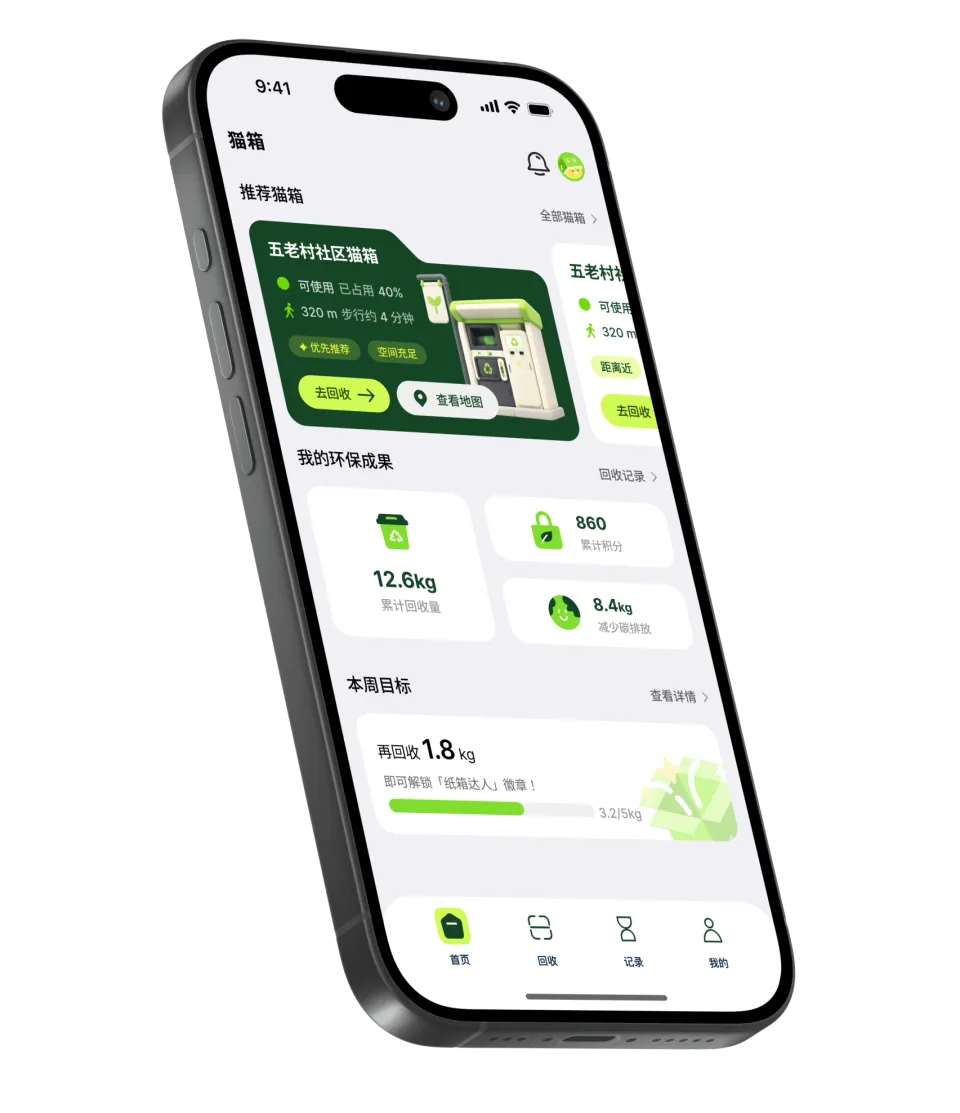 9:41
猫箱
推荐猫箱
全部猫箱
五老村社区猫箱
可使用 已占用 40%
320 m 步行约 4 分钟
优先推荐 空间充足
去回收 查看地图
五老村社
可使用
320 m
距离近
去回收
我的环保成果
回收记录
12.6kg
累计回收量
860
累计积分
8.4kg
减少碳排放
本周目标
查看详情
再回收 1.8 kg
即可解锁「纸箱达人」徽章！
3.2/5kg
首页 回收 记录 我的